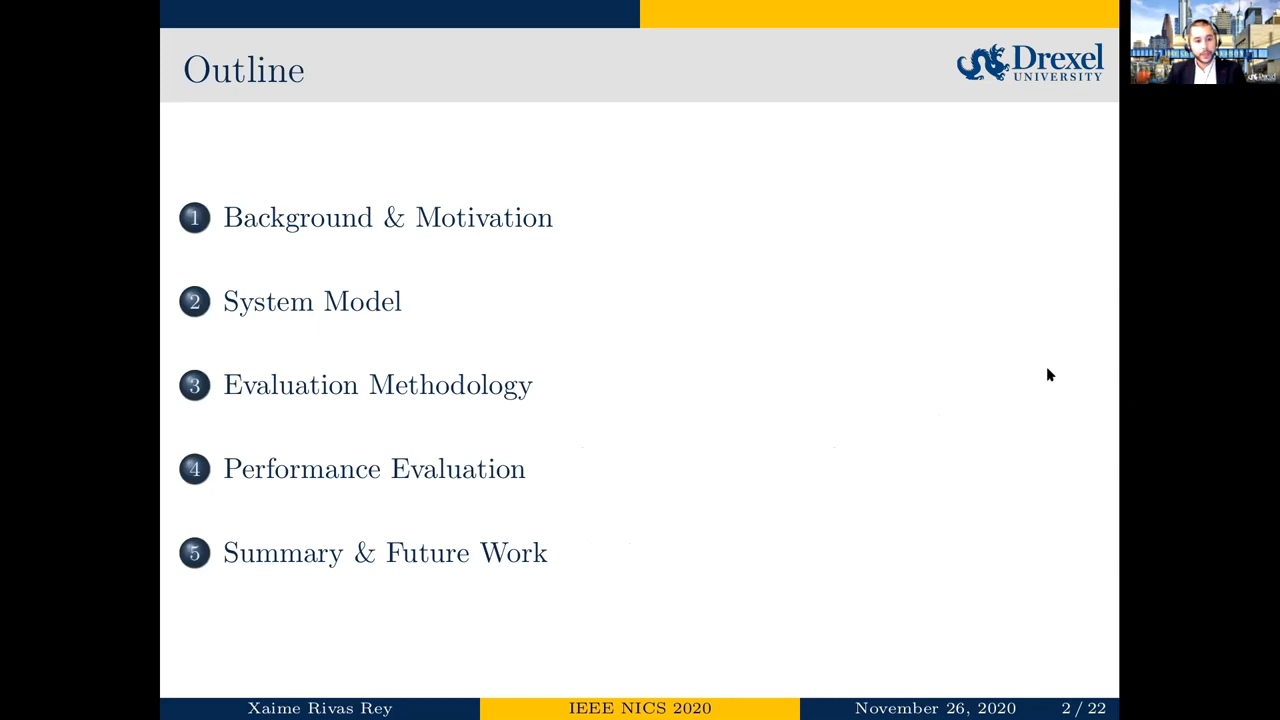 Outline
Drexel
UNIVERSITY
1 Background & Motivation
2 System Model
3 Evaluation Methodology
4 Performance Evaluation
5 Summary & Future Work
Xaime Rivas Rey
IEEE NICS 2020
November 26, 2020
2 / 22